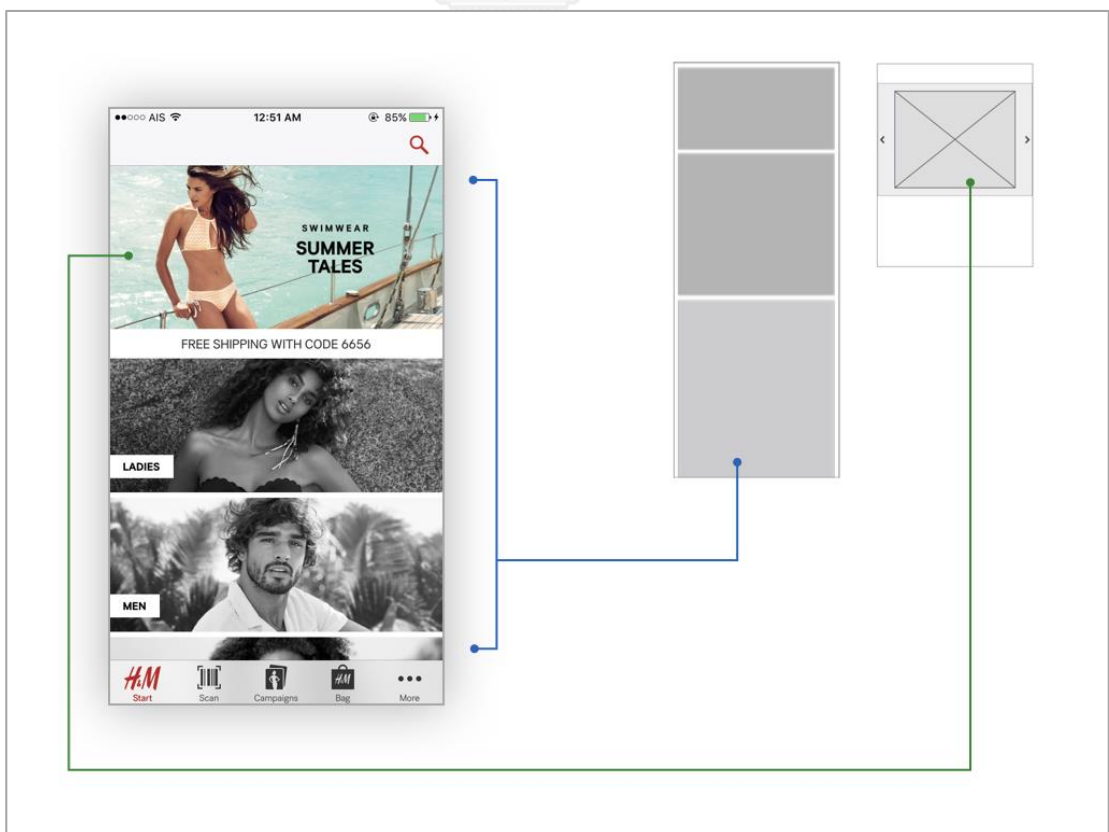 AIS 12:51 AM 85%
SWIMWEAR
SUMMER
TALES
FREE SHIPPING WITH CODE 6656
LADIES
MEN
H&M
H&M
Start Scan Campaigns Bag More